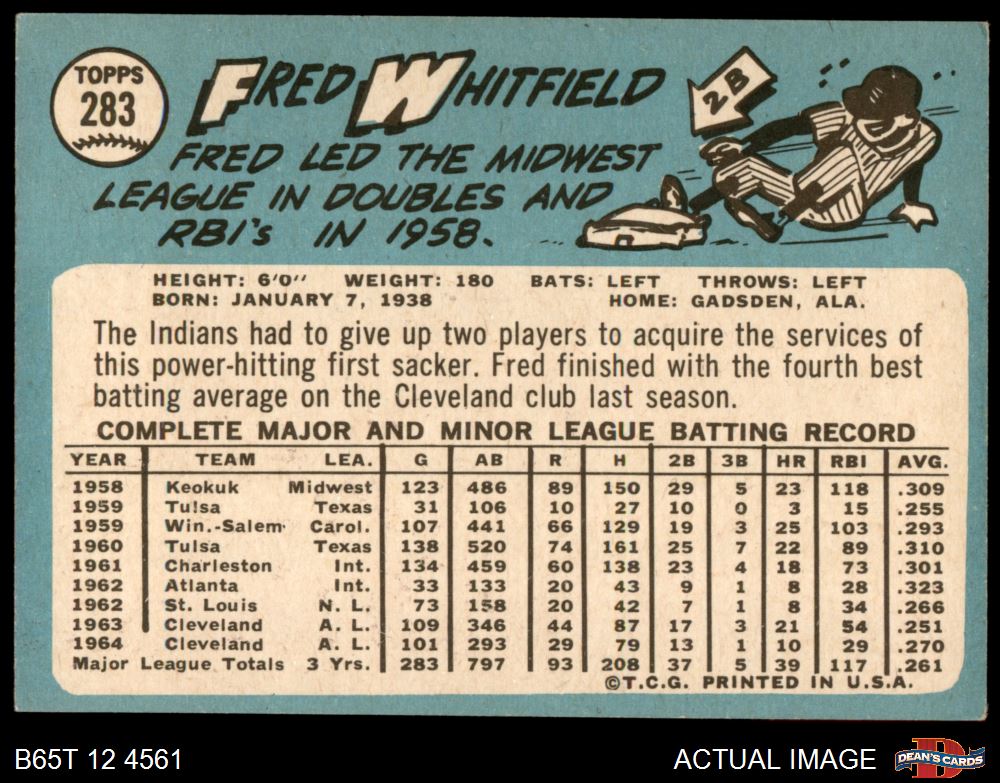 TOPPS
283
FRED WHITFIELD
2B
FRED LED THE MIDWEST
LEAGUE IN DOUBLES AND
RBI's IN 1958.
HEIGHT: 6'0" WEIGHT: 180 BATS: LEFT THROWS: LEFT
BORN: JANUARY 7, 1938 HOME: GADSDEN, ALA.
The Indians had to give up two players to acquire the services of
this power-hitting first sacker. Fred finished with the fourth best
batting average on the Cleveland club last season.
COMPLETE MAJOR AND MINOR LEAGUE BATTING RECORD
YEAR TEAM LEA. G AB R H 2B 3B HR RBI AVG.
1958 Keokuk Midwest 123 486 89 150 29 5 23 118 .309
1959 Tulsa Texas 31 106 10 27 10 0 3 15 .255
1959 Win.-Salem Carol. 107 441 66 129 19 3 25 103 .293
1960 Tulsa Texas 138 520 74 161 25 7 22 89 .310
1961 Charleston Int. 134 459 60 138 23 4 18 73 .301
1962 Atlanta Int. 33 133 20 43 9 1 8 28 .323
1962 St. Louis N. L. 73 158 20 42 7 1 8 34 .266
1963 Cleveland A. L. 109 346 44 87 17 3 21 54 .251
1964 Cleveland A. L. 101 293 29 79 13 1 10 29 .270
Major League Totals 3 Yrs. 283 797 93 208 37 5 39 117 .261
©T.C.G. PRINTED IN U.S.A.
B65T 12 4561 ACTUAL IMAGE
D
DEAN'S CARDS